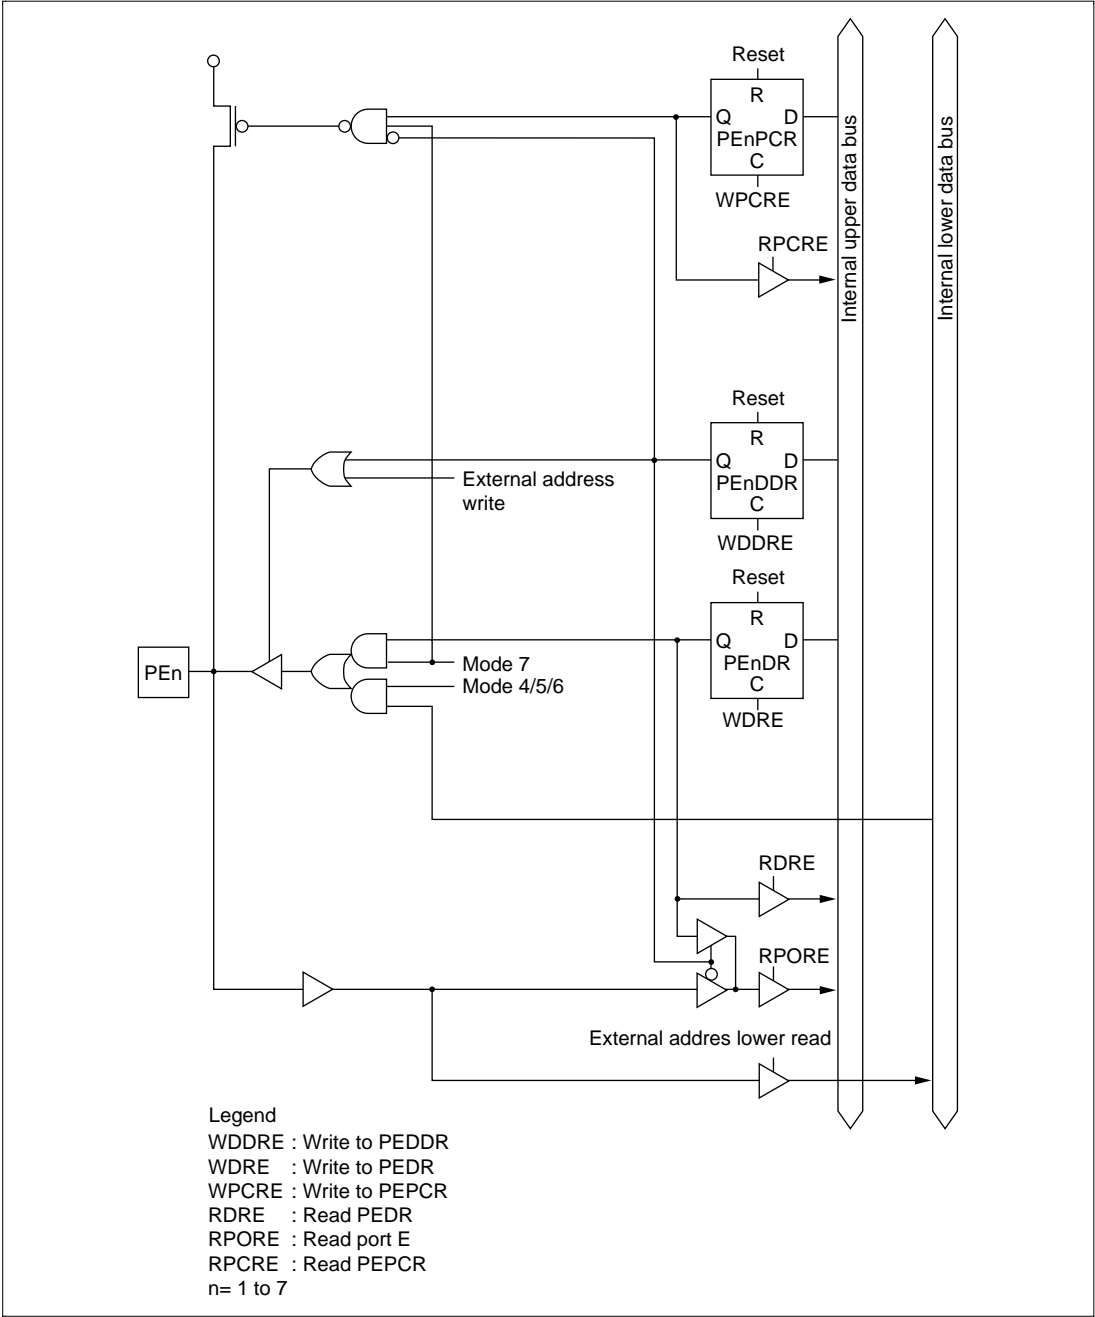 Reset
R
Q D
PEnPCR
C
WPCRE
RPCRE
Internal upper data bus
Internal lower data bus
Reset
R
Q D
PEnDDR
C
WDDRE
External address
write
Reset
R
Q D
PEnDR
C
WDRE
PEn
Mode 7
Mode 4/5/6
RDRE
RPORE
External addres lower read
Legend
WDDRE : Write to PEDDR
WDRE : Write to PEDR
WPCRE : Write to PEPCR
RDRE : Read PEDR
RPORE : Read port E
RPCRE : Read PEPCR
n= 1 to 7